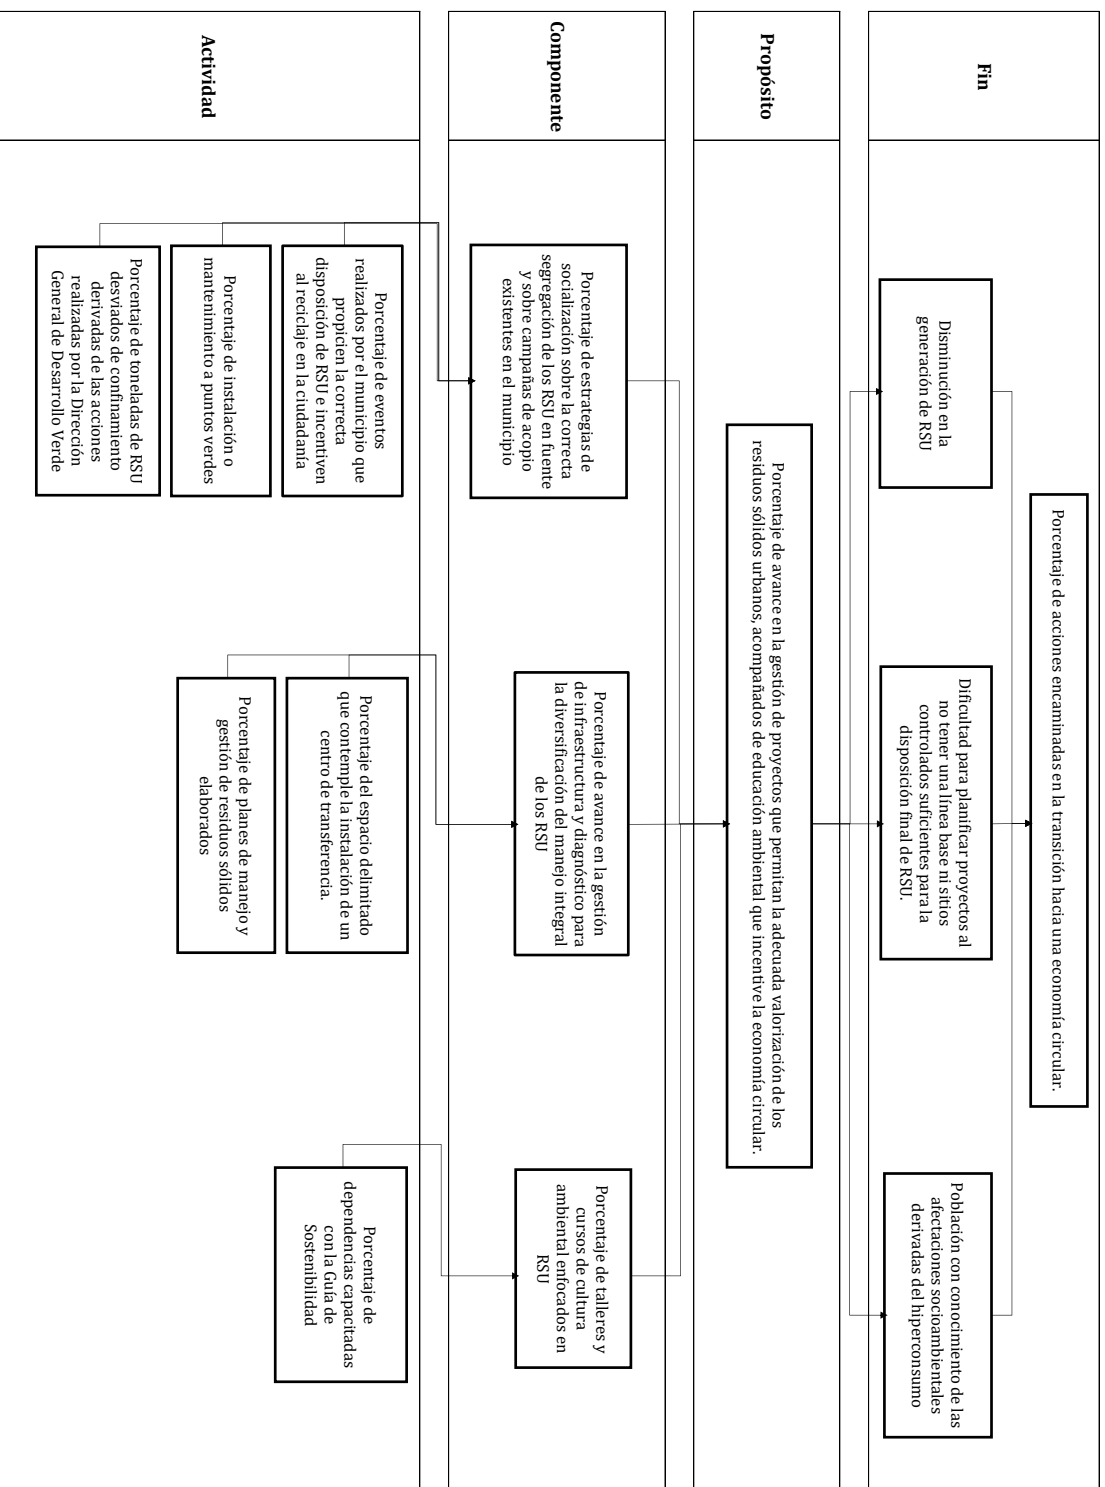 Fin
Porcentaje de acciones encaminadas en la transición hacia una economía circular.
Disminución en la
generación de RSU
Dificultad para planificar proyectos al
no tener una línea base ni sitios
controlados suficientes para la
disposición final de RSU.
Población con conocimiento de las
afectaciones socioambientales
derivadas del hiperconsumo
Propósito
Porcentaje de avance en la gestión de proyectos que permitan la adecuada valorización de los
residuos sólidos urbanos, acompañados de educación ambiental que incentive la economía circular.
Componente
Porcentaje de estrategias de
socialización sobre la correcta
segregación de los RSU en fuente
y sobre campañas de acopio
existentes en el municipio
Porcentaje de avance en la gestión
de infraestructura y diagnóstico para
la diversificación del manejo integral
de los RSU
Porcentaje de talleres y
cursos de cultura
ambiental enfocados en
RSU
Actividad
Porcentaje de eventos
realizados por el municipio que
propicien la correcta
disposición de RSU e incentiven
al reciclaje en la ciudadanía
Porcentaje de instalación o
mantenimiento a puntos verdes
Porcentaje de toneladas de RSU
desviados de confinamiento
derivadas de las acciones
realizadas por la Dirección
General de Desarrollo Verde
Porcentaje del espacio delimitado
que contemple la instalación de un
centro de transferencia.
Porcentaje de planes de manejo y
gestión de residuos sólidos
elaborados
Porcentaje de
dependencias capacitadas
con la Guía de
Sostenibilidad